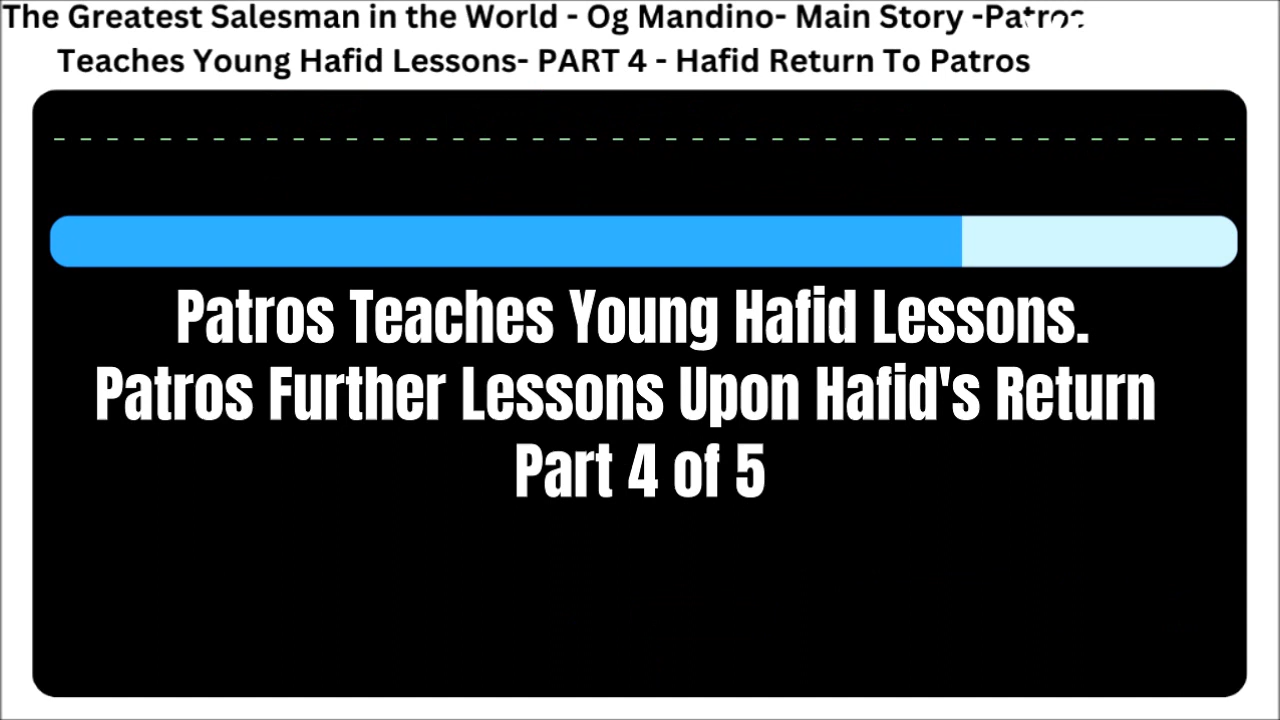 The Greatest Salesman in the World - Og Mandino- Main Story -Patros
Teaches Young Hafid Lessons- PART 4 - Hafid Return To Patros
Patros Teaches Young Hafid Lessons.
Patros Further Lessons Upon Hafid's Return
Part 4 of 5